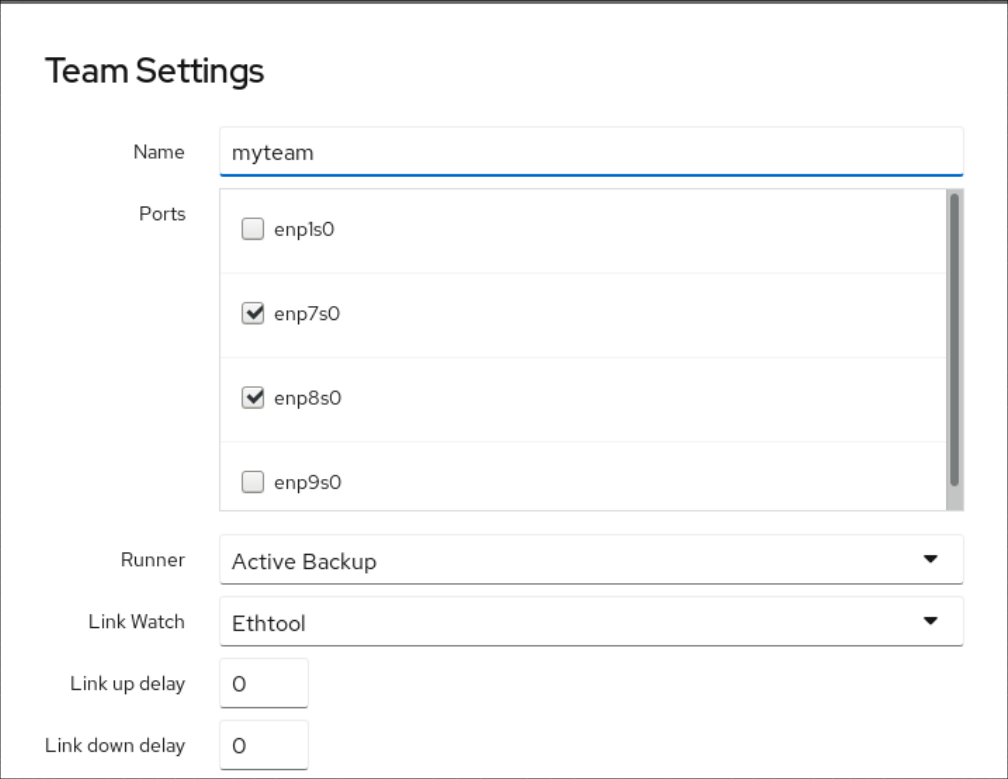 Team Settings
Name myteam
Ports
enp1s0
enp7s0
enp8s0
enp9s0
Runner Active Backup
Link Watch Ethtool
Link up delay 0
Link down delay 0